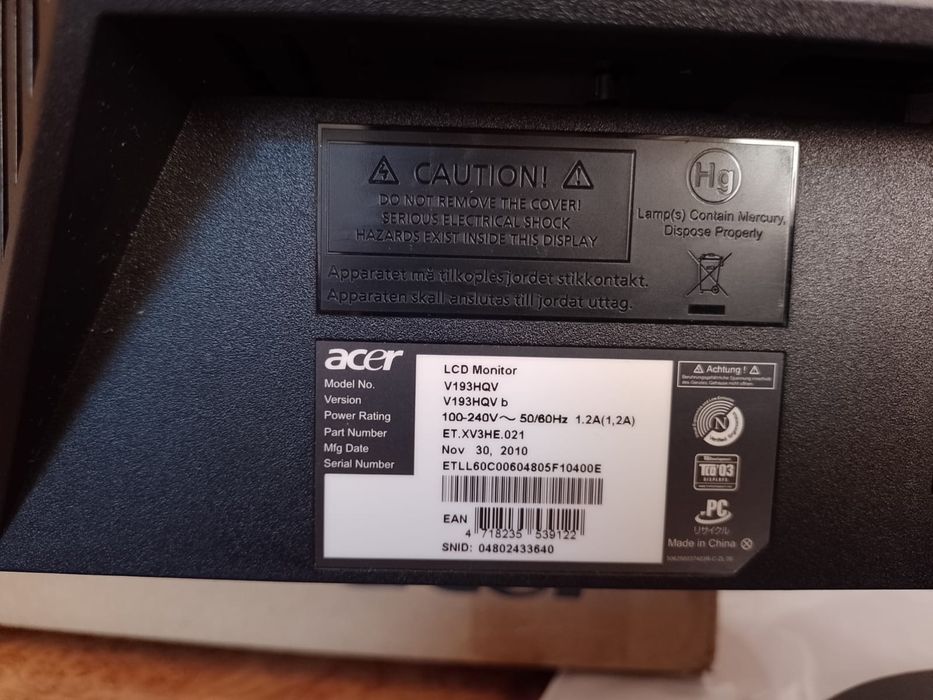 CAUTION!
DO NOT REMOVE THE COVER!
SERIOUS ELECTRICAL SHOCK
HAZARDS EXIST INSIDE THIS DISPLAY
Hg
Lamp(s) Contain Mercury,
Dispose Properly
Apparatet må tilkoples jordet stikkontakt.
Apparaten skall anslutas till jordat uttag.
acer
LCD Monitor
Model No. V193HQV
Version V193HQV b
Power Rating 100-240V~ 50/60Hz 1.2A(1,2A)
Part Number ET.XV3HE.021
Mfg Date Nov 30, 2010
Serial Number ETLL60C00604805F10400E
EAN
4 718235 539122
SNID: 04802433640
Achtung !
N
TCO'03
DISPLAYS
PC
リサイクル
Made in China